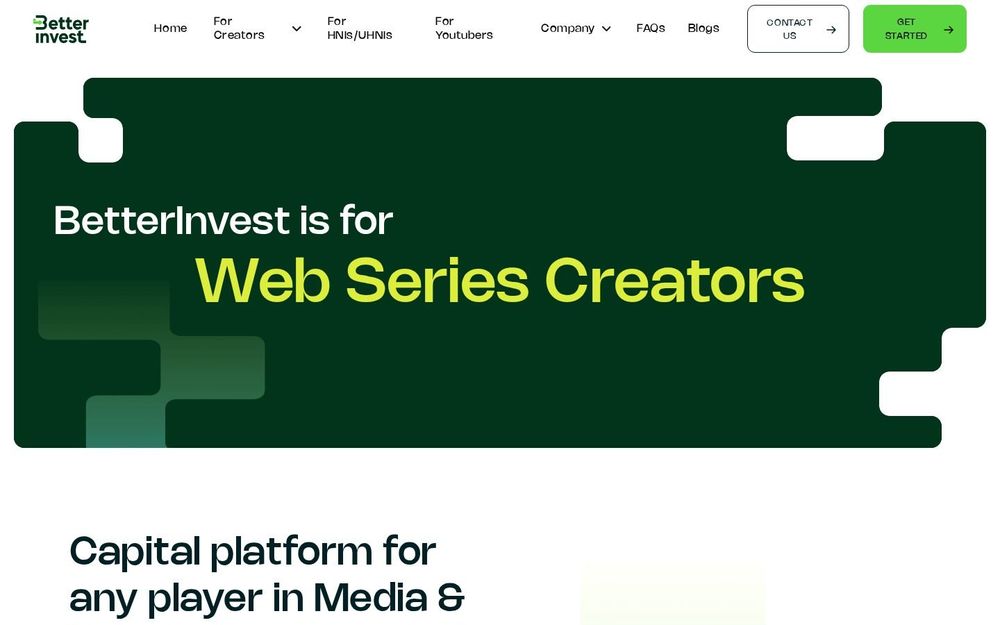 Better
invest.
Home
For
Creators
For
HNIs/UHNIs
For
Youtubers
Company
FAQs
Blogs
CONTACT
US
GET
STARTED
BetterInvest is for
Web Series Creators
Capital platform for
any player in Media &